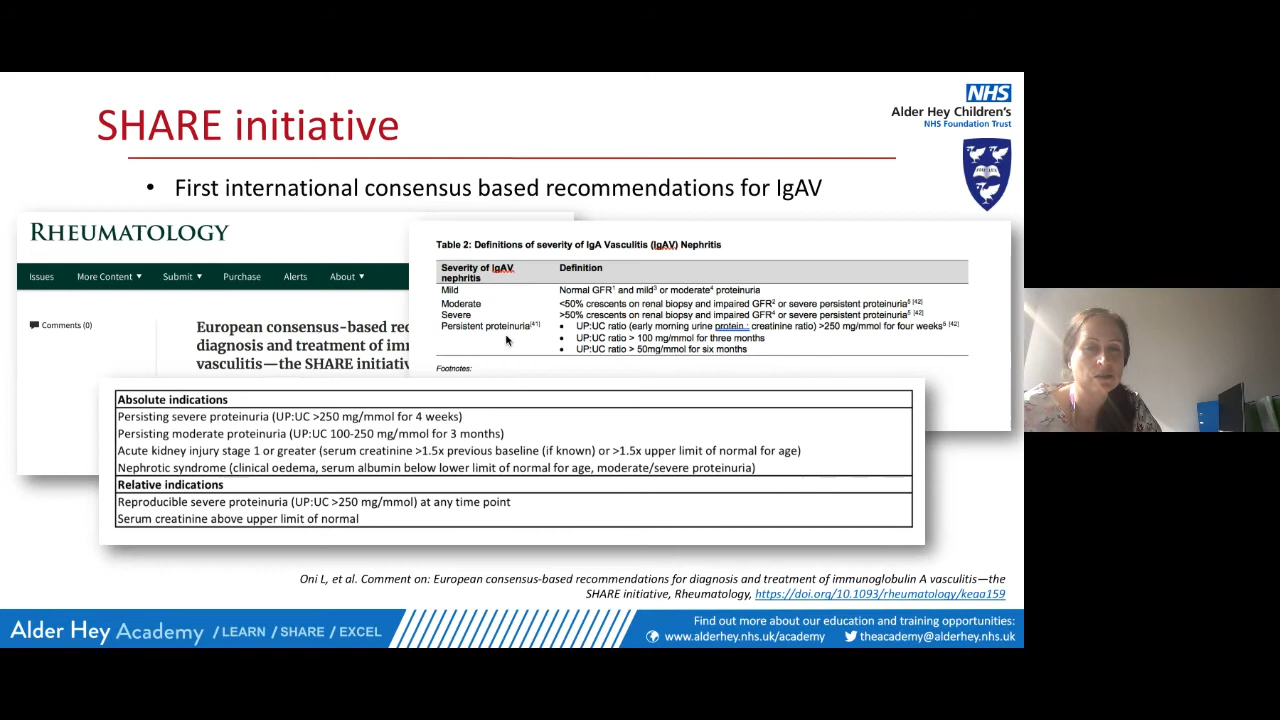 SHARE initiative
NHS
Alder Hey Children's
NHS Foundation Trust
• First international consensus based recommendations for IgAV
RHEUMATOLOGY
Issues More Content ▼ Submit ▼ Purchase Alerts About ▼
Comments (0)
European consensus-based rec
diagnosis and treatment of imm
vasculitis—the SHARE initiativ
Table 2: Definitions of severity of IgA Vasculitis (IgAV) Nephritis
Severity of IgAV nephritis Definition
Mild Normal GFR1 and mild3 or moderate4 proteinuria
Moderate <50% crescents on renal biopsy and impaired GFR2 or severe persistent proteinuria5 [42]
Severe >50% crescents on renal biopsy and impaired GFR4 or severe persistent proteinuria5 [42]
Persistent proteinuria[41] • UP:UC ratio (early morning urine protein : creatinine ratio) >250 mg/mmol for four weeks5 [42]
• UP:UC ratio > 100 mg/mmol for three months
• UP:UC ratio > 50mg/mmol for six months
Footnotes:
Absolute indications
Persisting severe proteinuria (UP:UC >250 mg/mmol for 4 weeks)
Persisting moderate proteinuria (UP:UC 100-250 mg/mmol for 3 months)
Acute kidney injury stage 1 or greater (serum creatinine >1.5x previous baseline (if known) or >1.5x upper limit of normal for age)
Nephrotic syndrome (clinical oedema, serum albumin below lower limit of normal for age, moderate/severe proteinuria)
Relative indications
Reproducible severe proteinuria (UP:UC >250 mg/mmol) at any time point
Serum creatinine above upper limit of normal
Oni L, et al. Comment on: European consensus-based recommendations for diagnosis and treatment of immunoglobulin A vasculitis—the
SHARE initiative, Rheumatology, https://doi.org/10.1093/rheumatology/keaa159
Alder Hey Academy / LEARN / SHARE / EXCEL
Find out more about our education and training opportunities:
www.alderhey.nhs.uk/academy theacademy@alderhey.nhs.uk